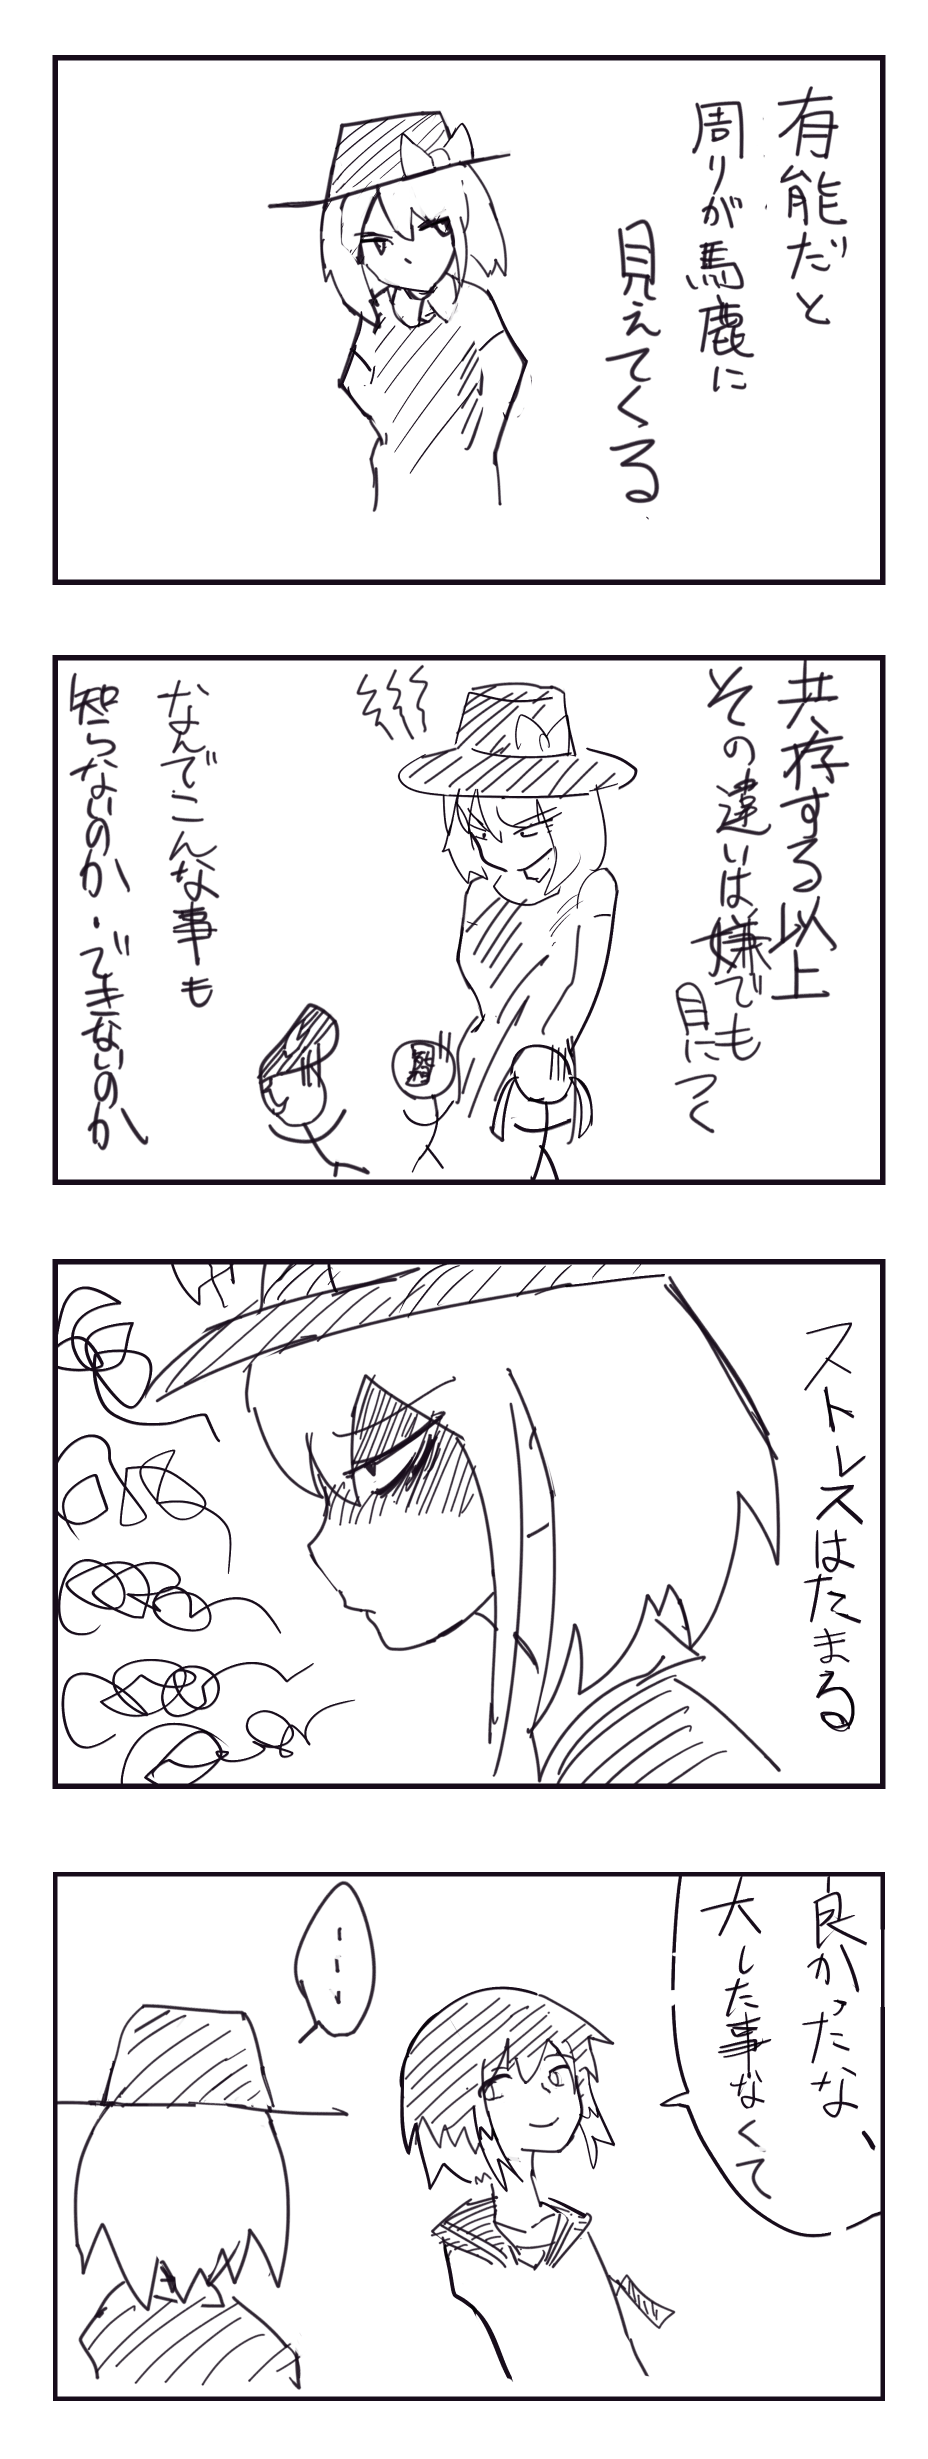 有能だと
周りが馬鹿に
見えてくる
共存する以上
その違いは嫌でも
目につく
なんでこんな事も
知らないのか・できないのか
ストレスはたまる
良かったな、
大した事なくて
…